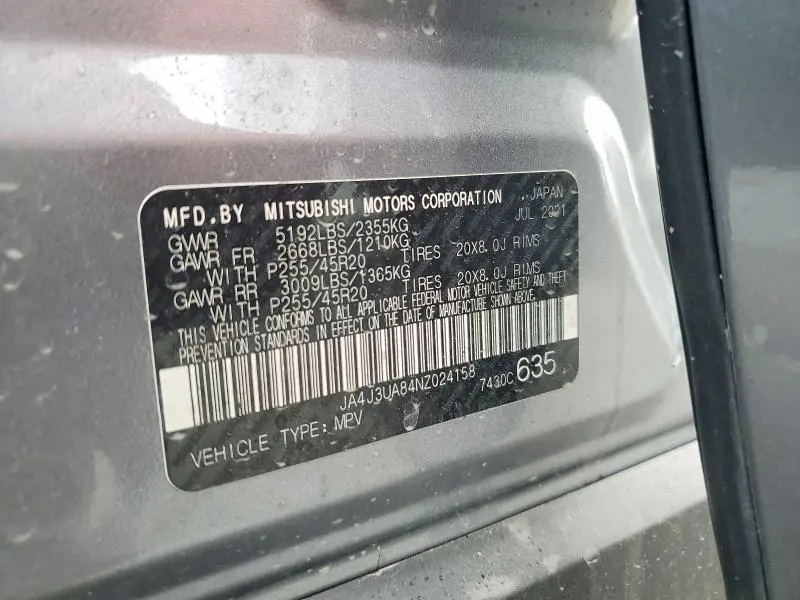 MFD.BY MITSUBISHI MOTORS CORPORATION JAPAN
JUL 2021
GVWR 5192LBS/2355KG
GAWR FR 2668LBS/1210KG
WITH P255/45R20 TIRES 20X8.0J RIMS
GAWR RR 3009LBS/1365KG
WITH P255/45R20 TIRES 20X8.0J RIMS
THIS VEHICLE CONFORMS TO ALL APPLICABLE FEDERAL MOTOR VEHICLE SAFETY AND THEFT
PREVENTION STANDARDS IN EFFECT ON THE DATE OF MANUFACTURE SHOWN ABOVE.
JA4J3UA84NZ024158 7430C 635
VEHICLE TYPE: MPV